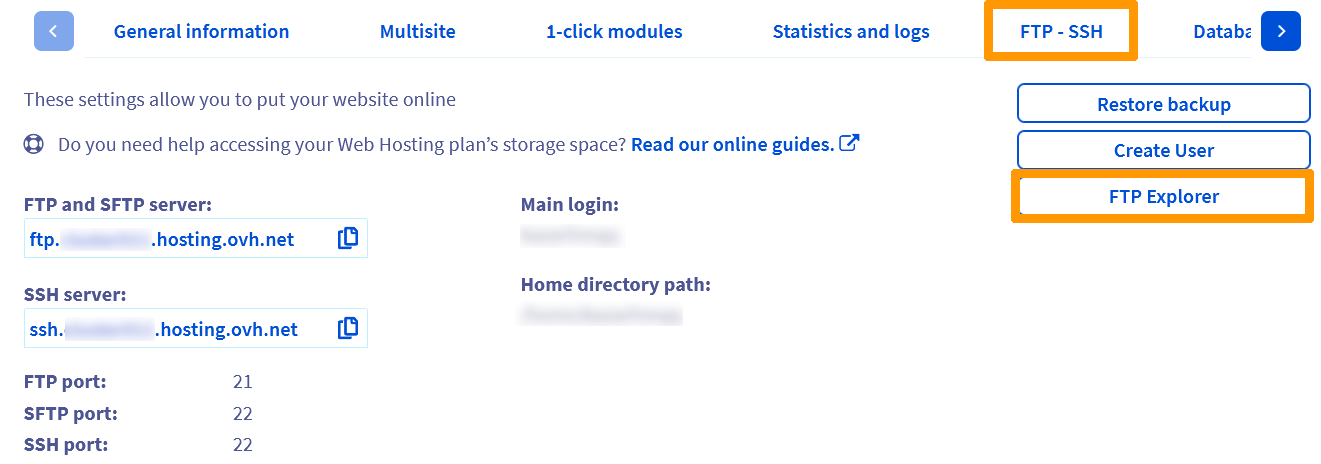 General information Multisite 1-click modules Statistics and logs FTP - SSH Databa
These settings allow you to put your website online
Restore backup
Do you need help accessing your Web Hosting plan’s storage space? Read our online guides.
Create User
FTP Explorer
FTP and SFTP server:
ftp. .hosting.ovh.net
Main login:
Home directory path:
SSH server:
ssh. .hosting.ovh.net
FTP port: 21
SFTP port: 22
SSH port: 22